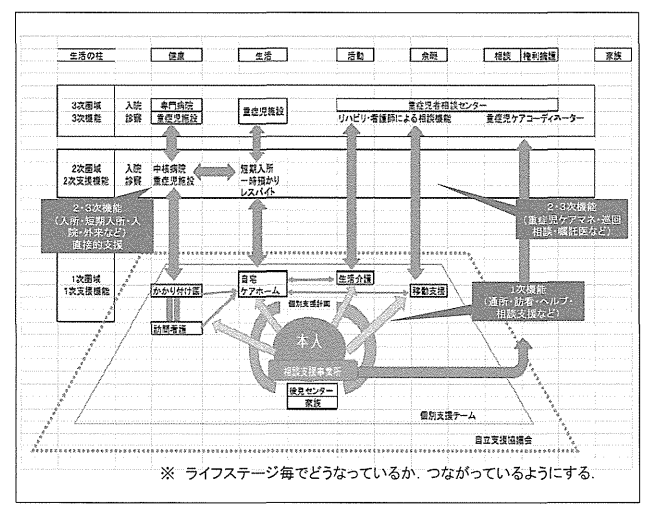 生活の柱 健康 生活 活動 余暇 相談 権利擁護 家族
3次圏域 入院 専門病院 重症児施設 重症児者相談センター
3次機能 診察 重症児施設 リハビリ・看護師による相談機能 重症児ケアコーディネーター
2次圏域 入院 中核病院 短期入所
2次支援機能 診察 重症児施設 一時預かり
レスパイト
2・3次機能
(入所・短期入所・入
院・外来など)
直接的支援
2・3次機能
(重症児ケアマネ・巡回
相談・嘱託医など)
1次圏域
1次支援機能
かかり付け医
自宅
ケアホーム
生活介護
移動支援
1次機能
(通所・訪看・ヘルプ・
相談支援など)
個別支援計画
訪問看護
本人
相談支援事業所
後見センター
家族
個別支援チーム
自立支援協議会
※ ライフステージ毎でどうなっているか. つながっているようにする.